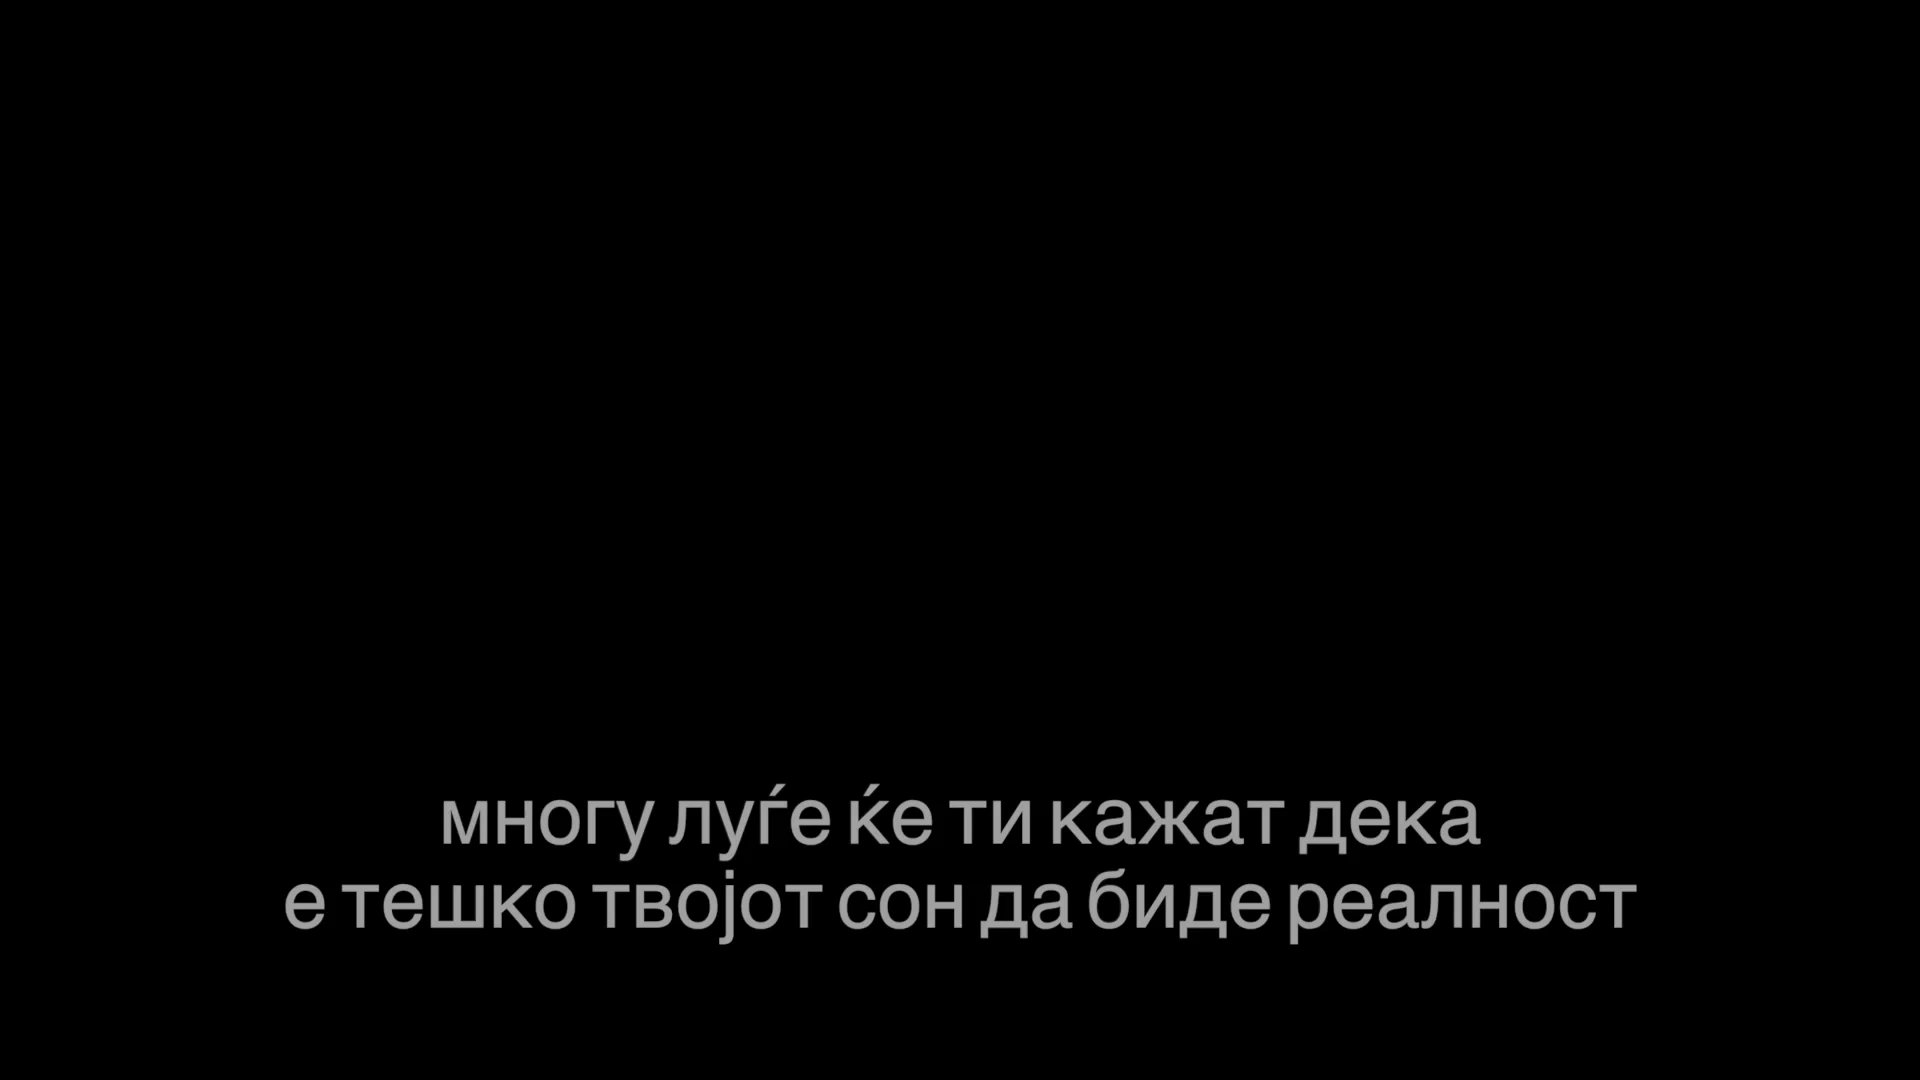 многу луѓе ќе ти кажат дека
е тешко твојот сон да биде реалност